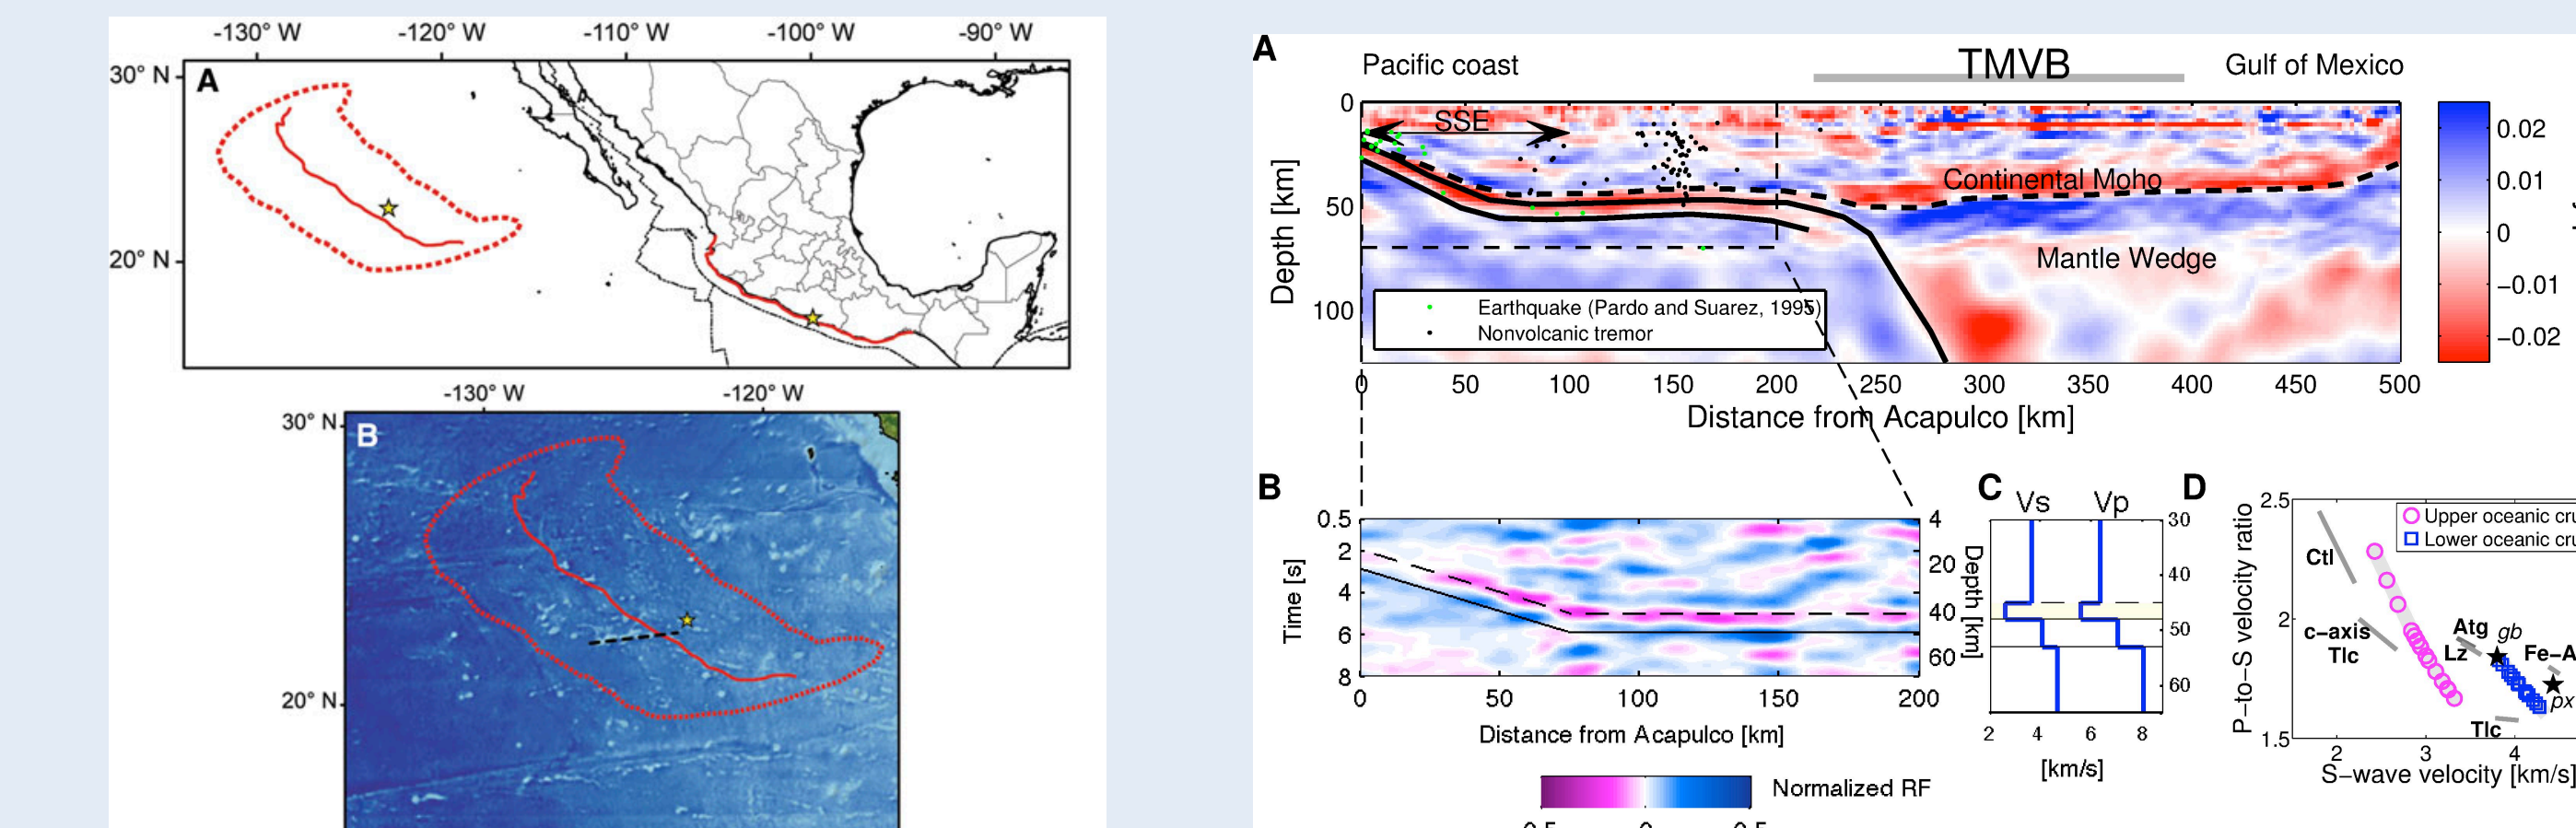 -130° W -120° W -110° W -100° W -90° W
30° N
A
20° N
-130° W -120° W
30° N
B
20° N
A
Pacific coast TMVB Gulf of Mexico
SSE
Continental Moho
Mantle Wedge
Earthquake (Pardo and Suarez, 1995)
Nonvolcanic tremor
Depth [km]
0
50
100
0 50 100 150 200 250 300 350 400 450 500
Distance from Acapulco [km]
0.02
0.01
0
-0.01
-0.02
B
Time [s]
0.5
2
4
6
8
4
20
40
60
Depth [km]
0 50 100 150 200
Distance from Acapulco [km]
Normalized RF
C
Vs Vp
30
40
50
60
2 4 6 8
[km/s]
D
P-to-S velocity ratio
2.5
2
1.5
Upper oceanic cru
Lower oceanic cru
Ctl
c-axis
Tlc
Atg gb
Lz Fe-A
px
Tlc
2 3 4
S-wave velocity [km/s]